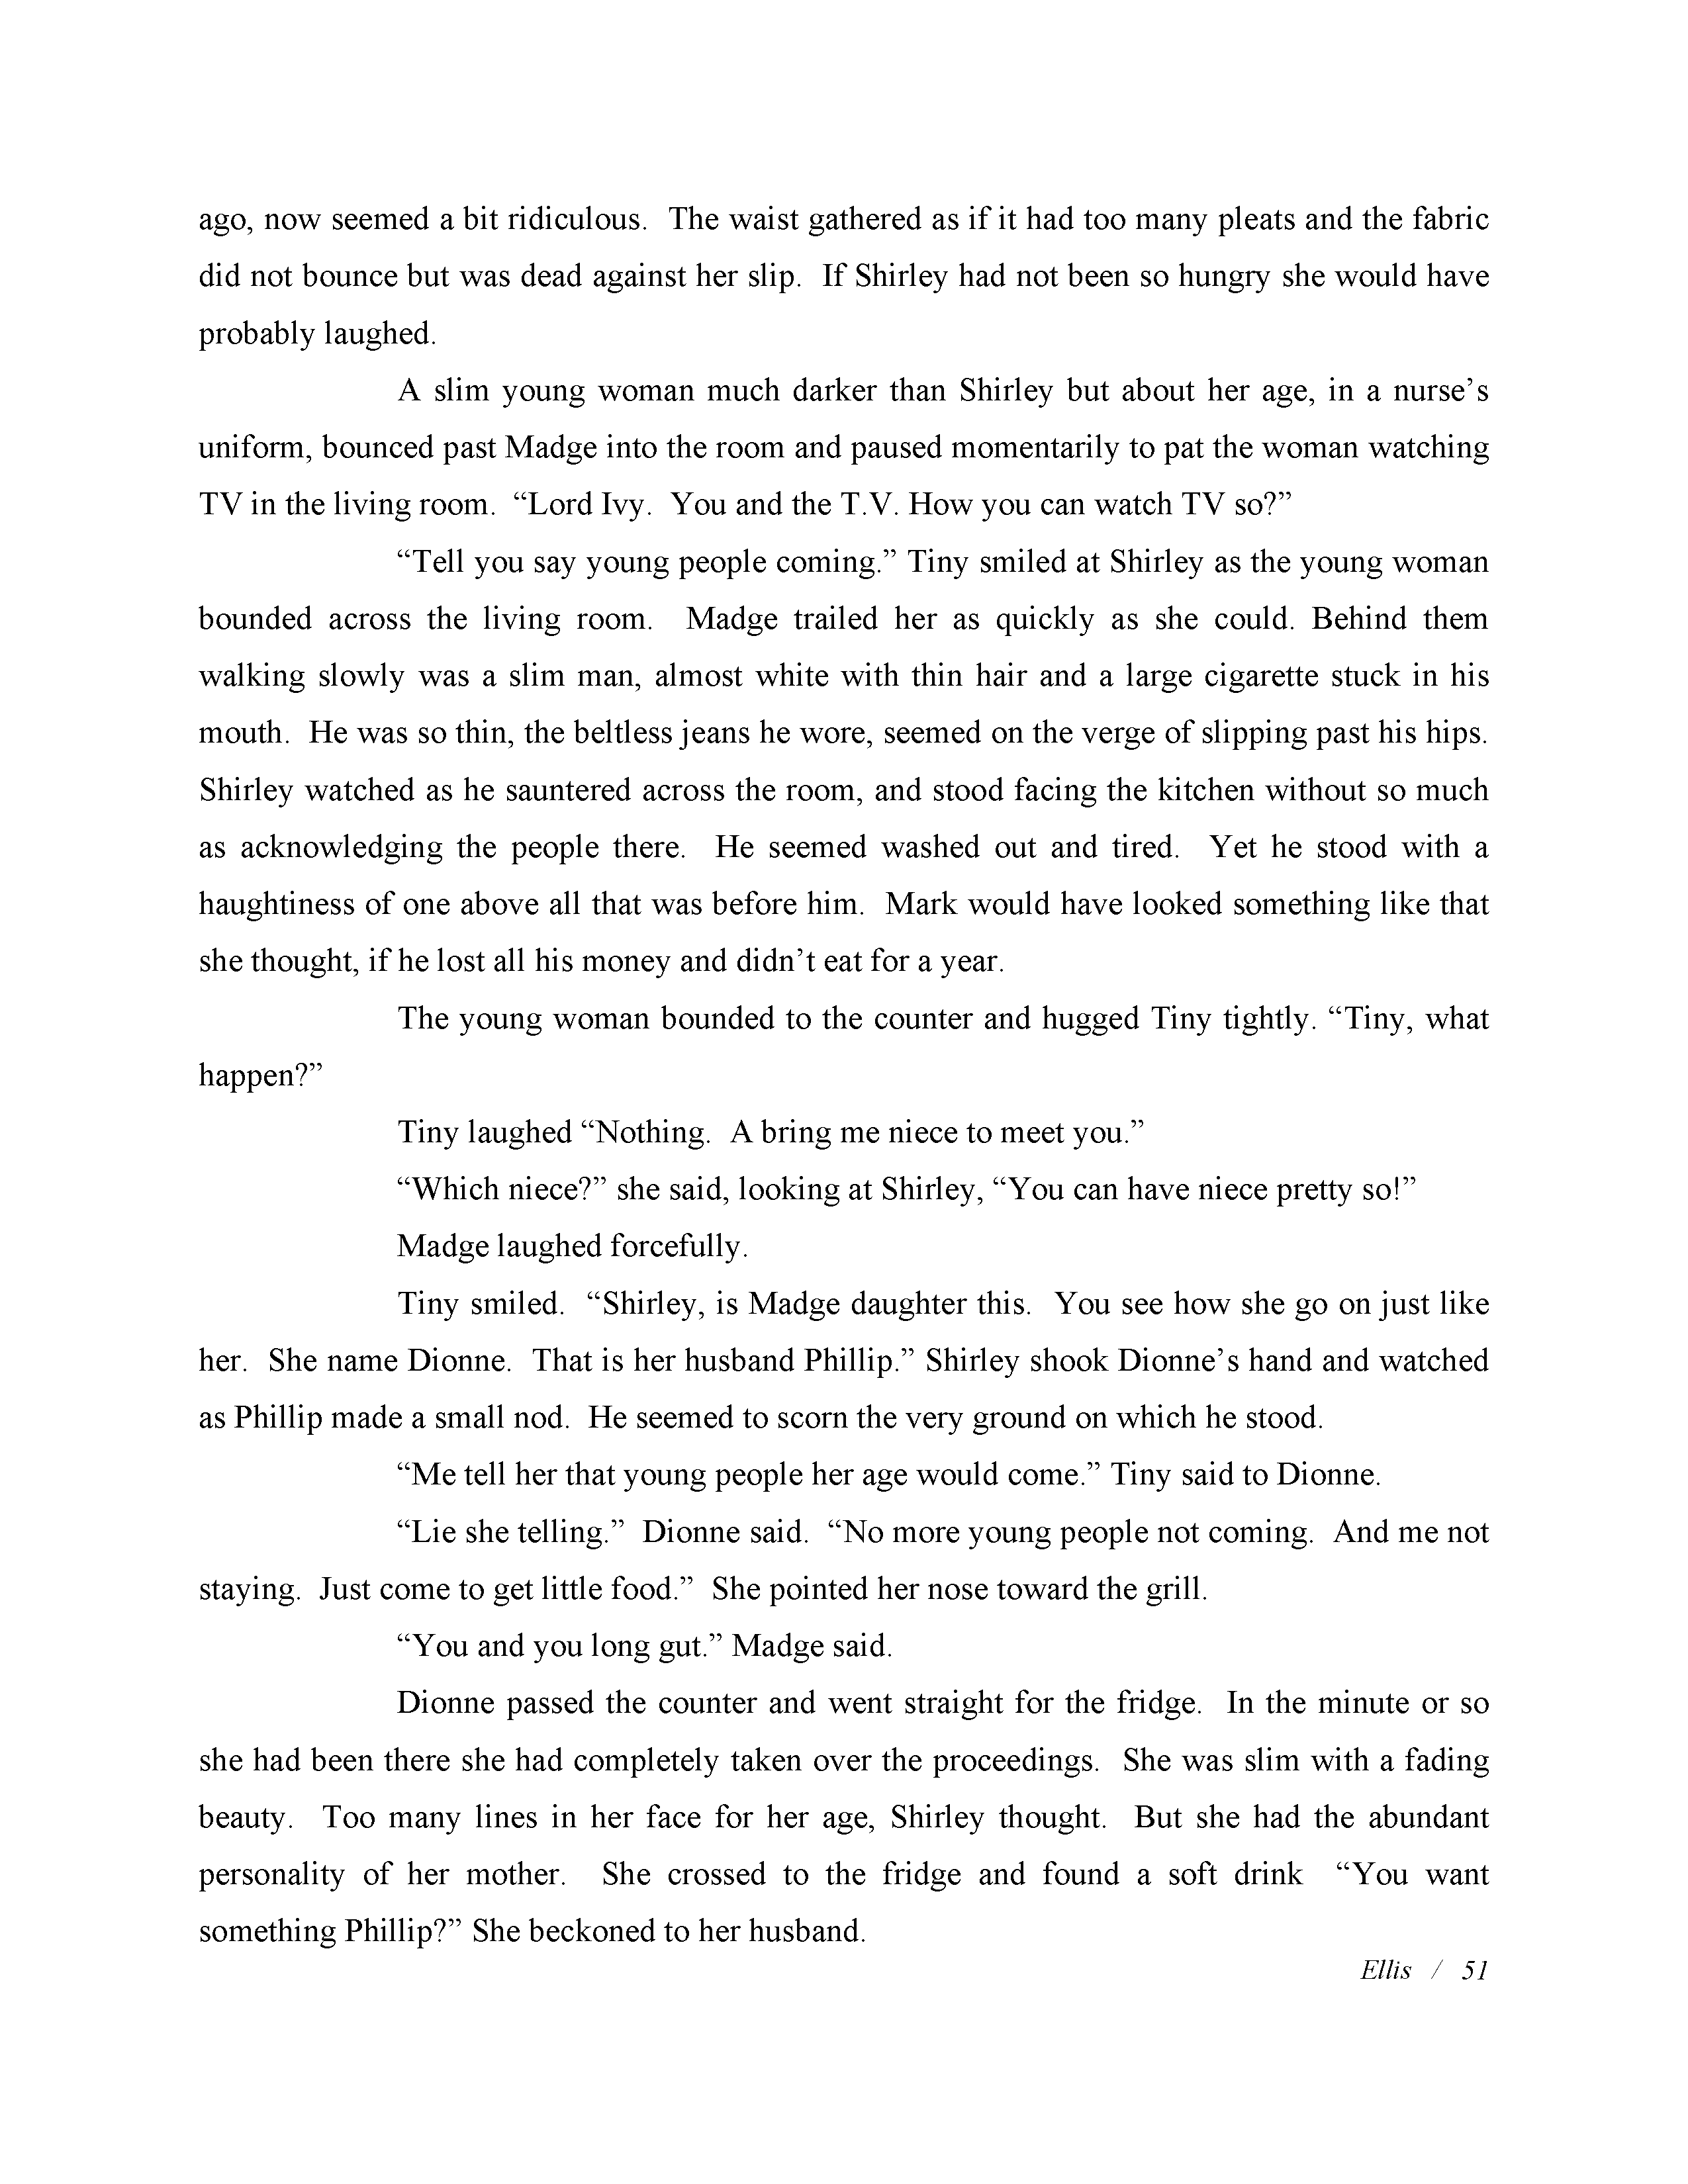 ago, now seemed a bit ridiculous.  The waist gathered as if it had too many pleats and the fabric
did not bounce but was dead against her slip.  If Shirley had not been so hungry she would have
probably laughed.
A slim young woman much darker than Shirley but about her age, in a nurse’s
uniform, bounced past Madge into the room and paused momentarily to pat the woman watching
TV in the living room.  “Lord Ivy.  You and the T.V. How you can watch TV so?”
“Tell you say young people coming.” Tiny smiled at Shirley as the young woman
bounded across the living room.  Madge trailed her as quickly as she could. Behind them
walking slowly was a slim man, almost white with thin hair and a large cigarette stuck in his
mouth.  He was so thin, the beltless jeans he wore, seemed on the verge of slipping past his hips.
Shirley watched as he sauntered across the room, and stood facing the kitchen without so much
as acknowledging the people there.  He seemed washed out and tired.  Yet he stood with a
haughtiness of one above all that was before him.  Mark would have looked something like that
she thought, if he lost all his money and didn’t eat for a year.
The young woman bounded to the counter and hugged Tiny tightly. “Tiny, what
happen?”
Tiny laughed “Nothing.  A bring me niece to meet you.”
“Which niece?” she said, looking at Shirley, “You can have niece pretty so!”
Madge laughed forcefully.
Tiny smiled.  “Shirley, is Madge daughter this.  You see how she go on just like
her.  She name Dionne.  That is her husband Phillip.” Shirley shook Dionne’s hand and watched
as Phillip made a small nod.  He seemed to scorn the very ground on which he stood.
“Me tell her that young people her age would come.” Tiny said to Dionne.
“Lie she telling.”  Dionne said.  “No more young people not coming.  And me not
staying.  Just come to get little food.”  She pointed her nose toward the grill.
“You and you long gut.” Madge said.
Dionne passed the counter and went straight for the fridge.  In the minute or so
she had been there she had completely taken over the proceedings.  She was slim with a fading
beauty.  Too many lines in her face for her age, Shirley thought.  But she had the abundant
personality of her mother.  She crossed to the fridge and found a soft drink  “You want
something Phillip?” She beckoned to her husband.
Ellis / 51